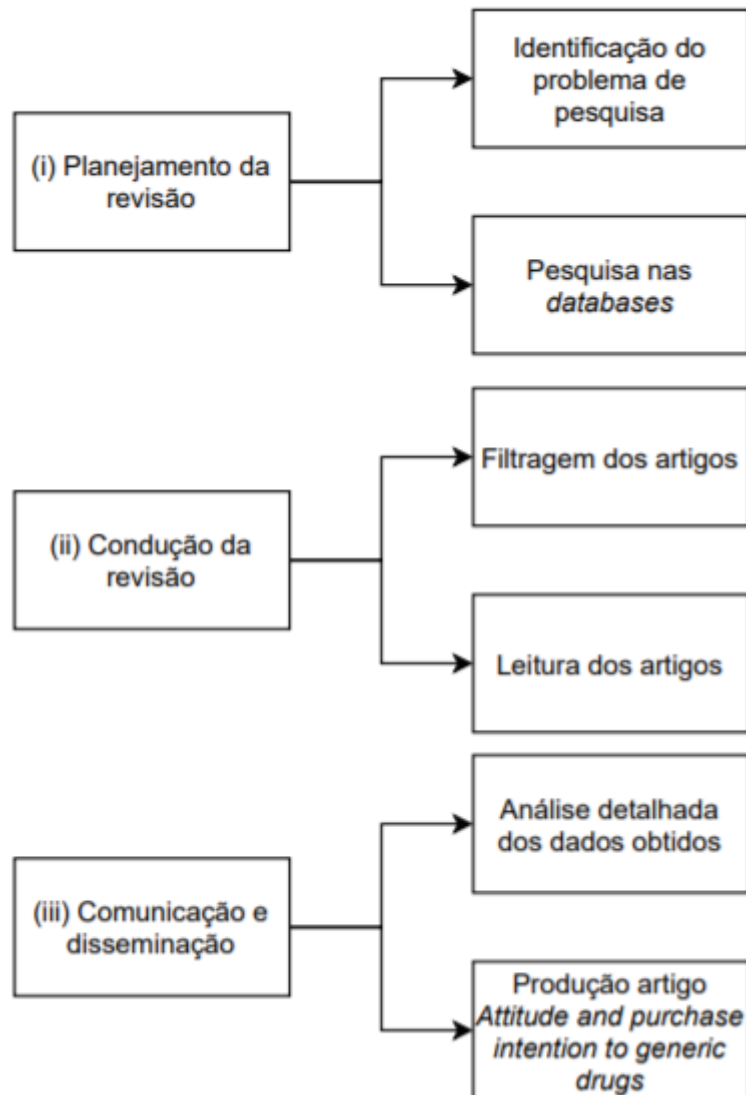 (i) Planejamento da
revisão
Identificação do
problema de
pesquisa
Pesquisa nas
databases
(ii) Condução da
revisão
Filtragem dos artigos
Leitura dos artigos
(iii) Comunicação e
disseminação
Análise detalhada
dos dados obtidos
Produção artigo
Attitude and purchase
intention to generic
drugs